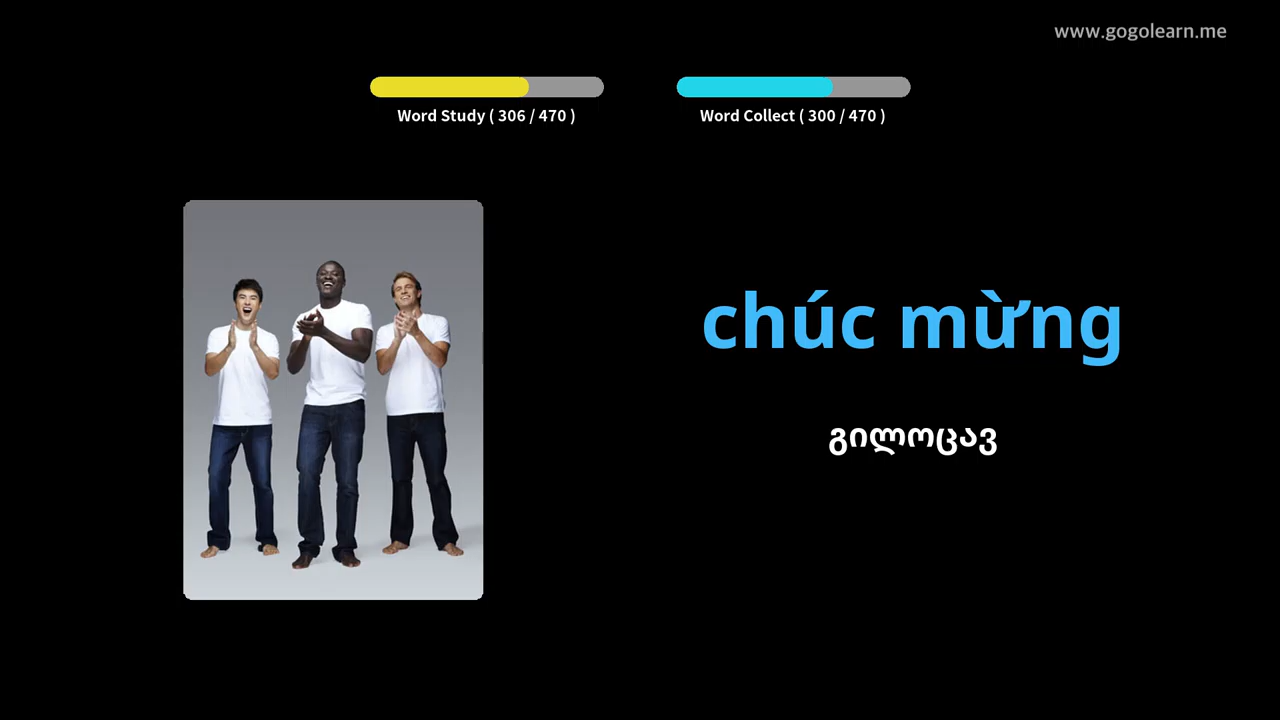 www.gogolearn.me
Word Study ( 306 / 470 )
Word Collect ( 300 / 470 )
chúc mừng
გილოცავ